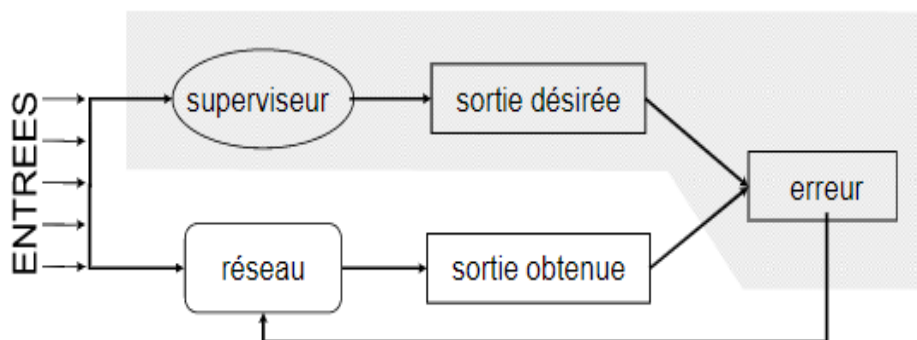 ENTREES
superviseur
sortie désirée
erreur
réseau
sortie obtenue